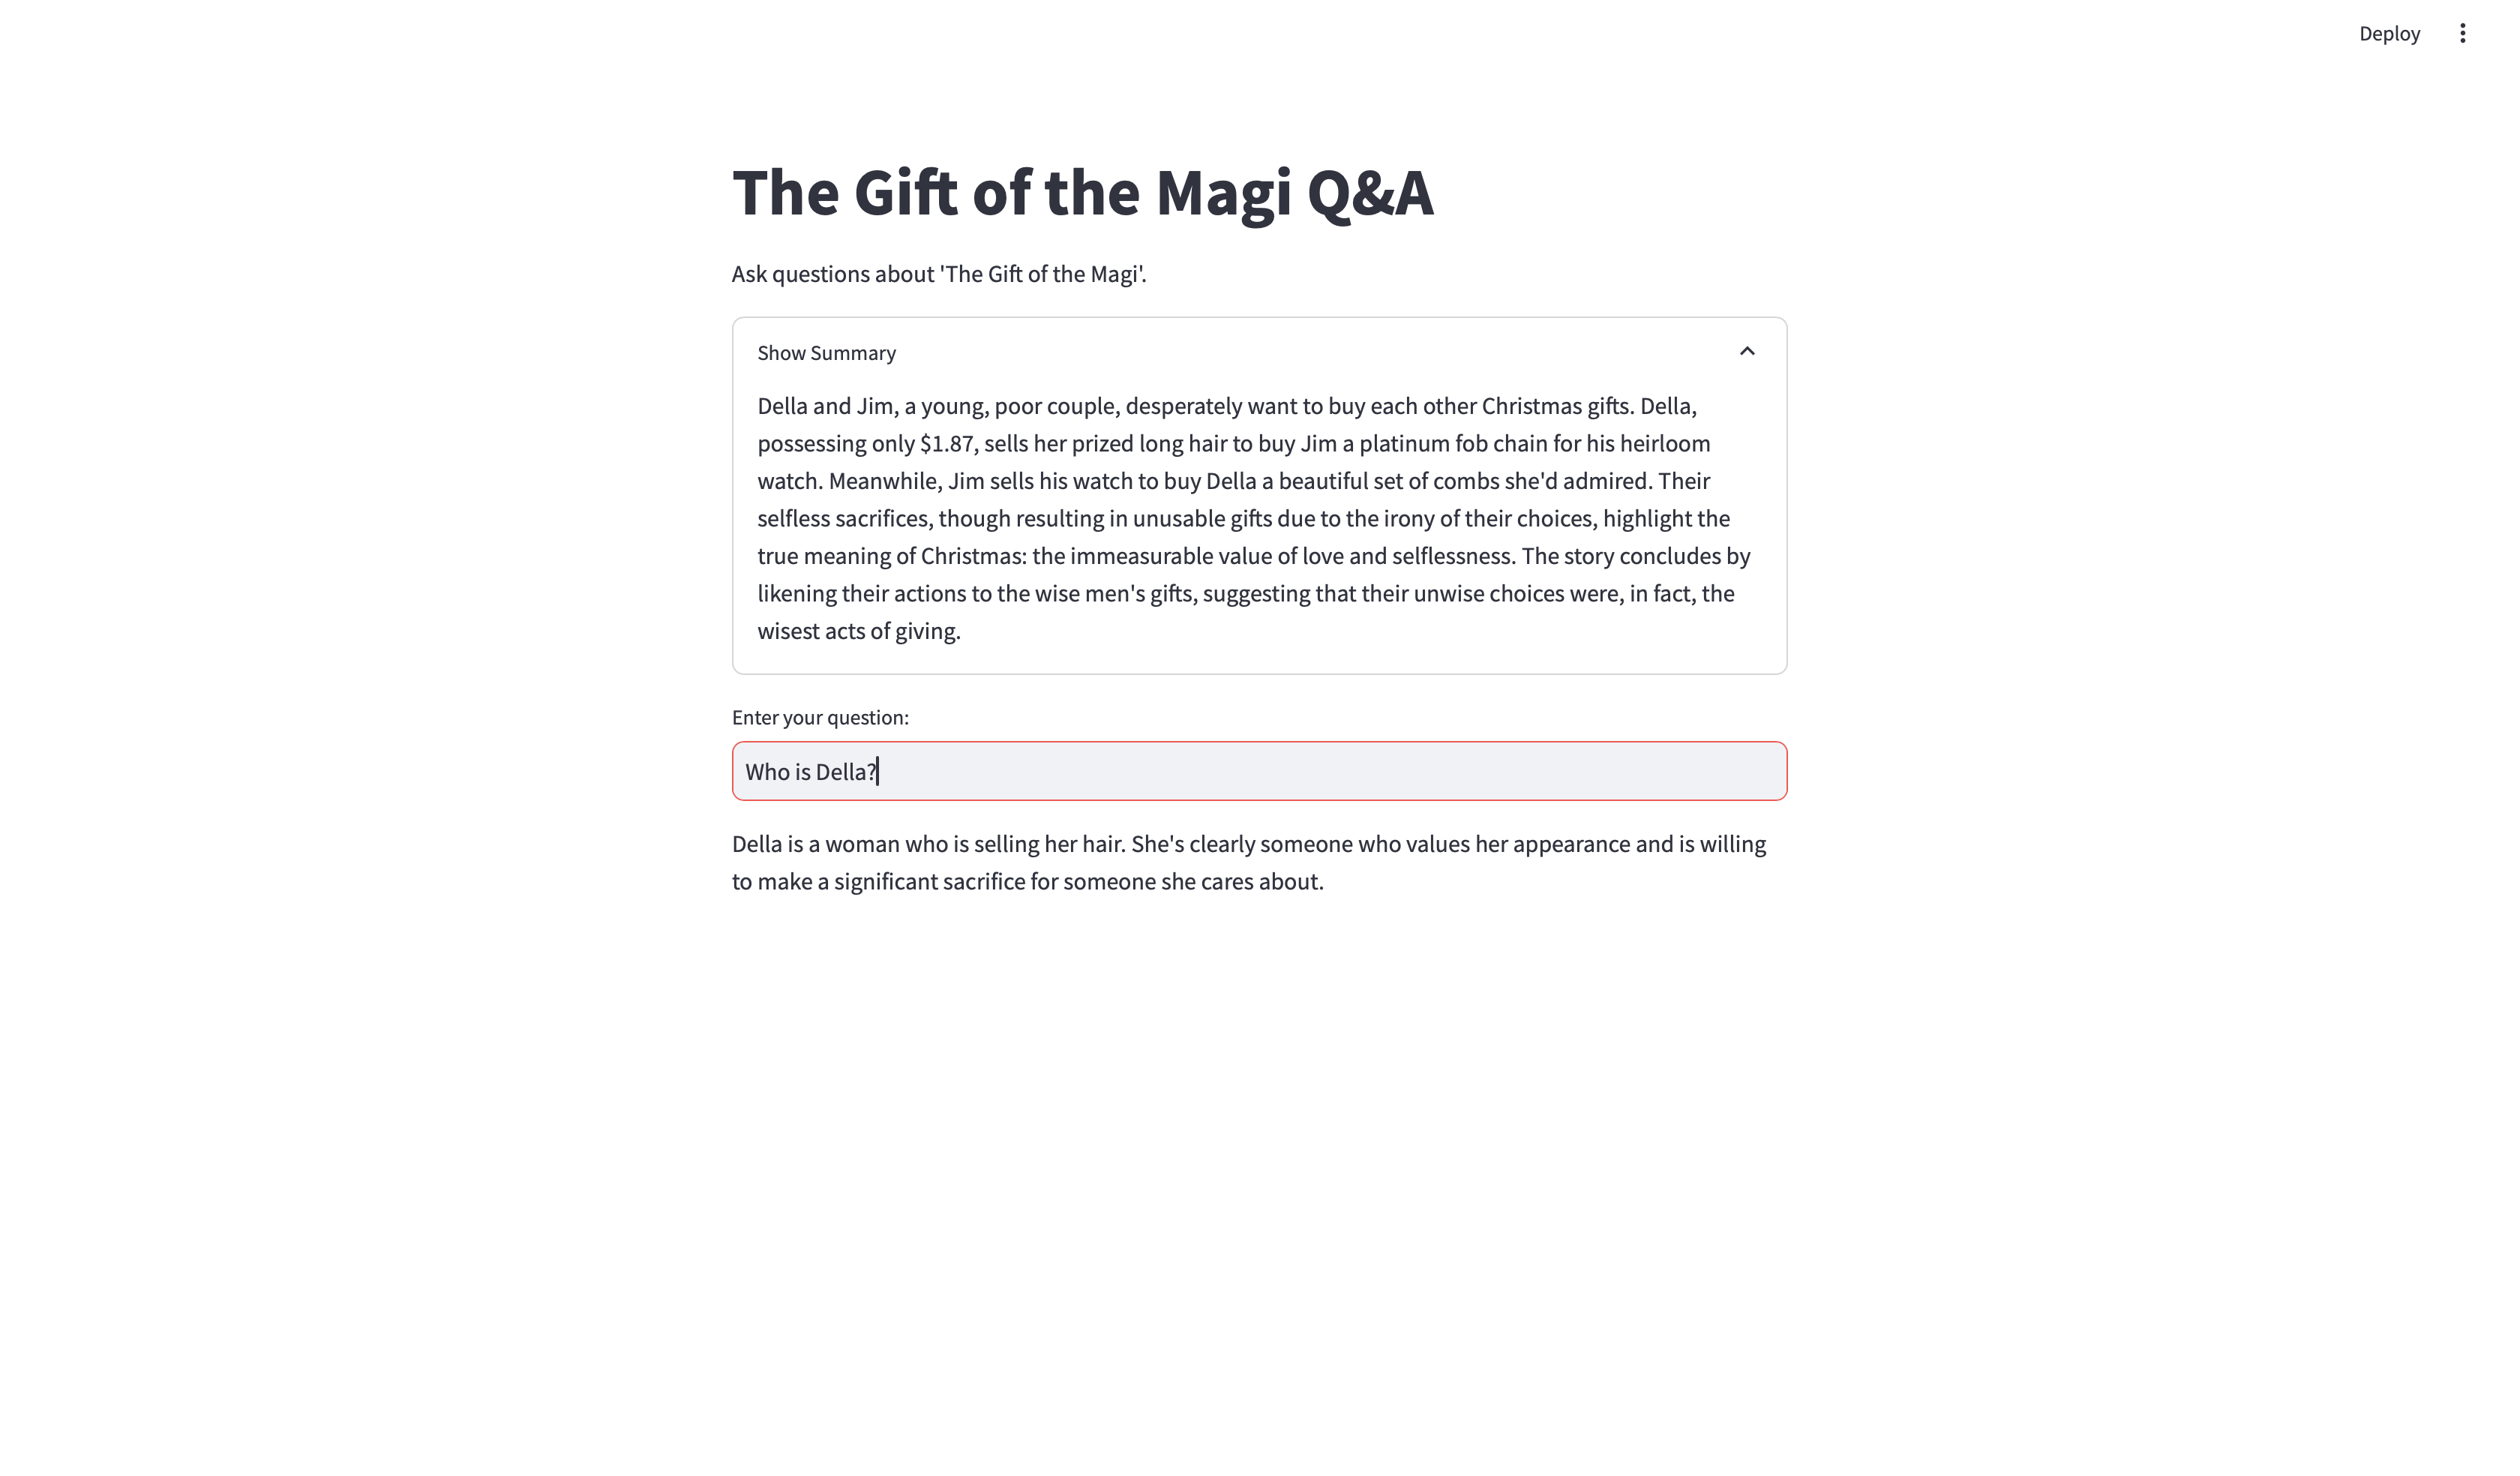 Deploy
The Gift of the Magi Q&A
Ask questions about 'The Gift of the Magi'.
Show Summary
Della and Jim, a young, poor couple, desperately want to buy each other Christmas gifts. Della,
possessing only $1.87, sells her prized long hair to buy Jim a platinum fob chain for his heirloom
watch. Meanwhile, Jim sells his watch to buy Della a beautiful set of combs she'd admired. Their
selfless sacrifices, though resulting in unusable gifts due to the irony of their choices, highlight the
true meaning of Christmas: the immeasurable value of love and selflessness. The story concludes by
likening their actions to the wise men's gifts, suggesting that their unwise choices were, in fact, the
wisest acts of giving.
Enter your question:
Who is Della?
Della is a woman who is selling her hair. She's clearly someone who values her appearance and is willing
to make a significant sacrifice for someone she cares about.